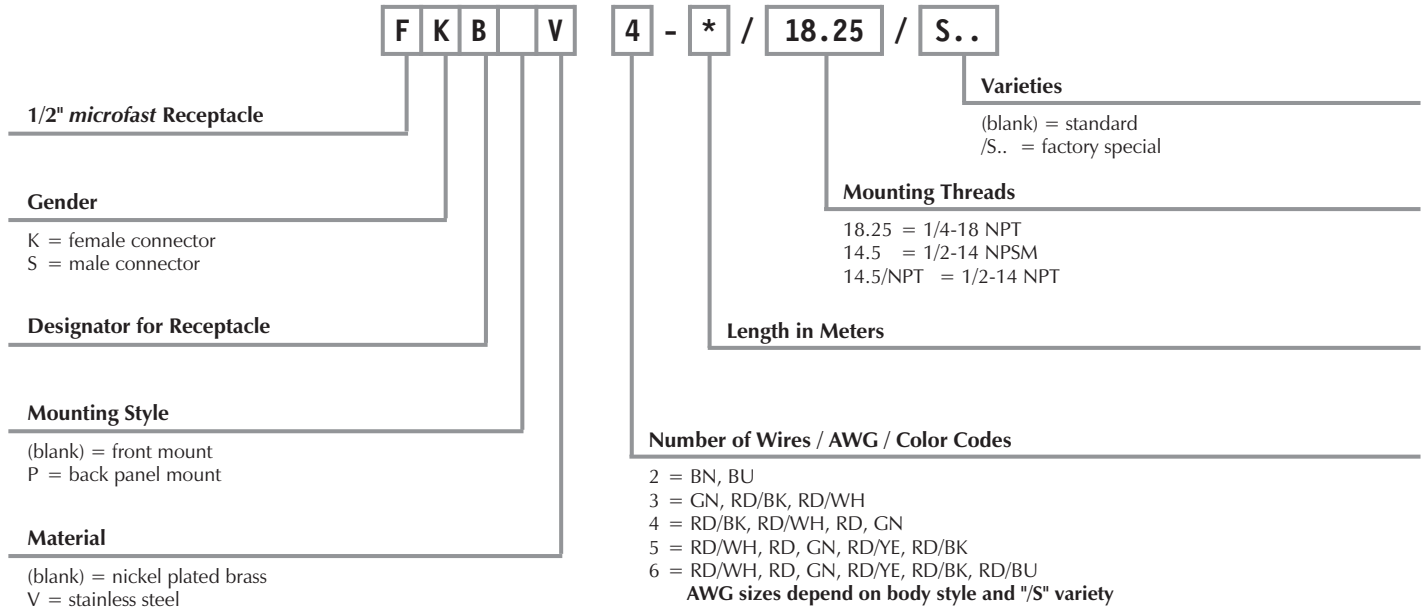 F K B V 4 - * / 18.25 / S..
1/2" microfast Receptacle
Gender
K = female connector
S = male connector
Designator for Receptacle
Mounting Style
(blank) = front mount
P = back panel mount
Material
(blank) = nickel plated brass
V = stainless steel
Varieties
(blank) = standard
/S.. = factory special
Mounting Threads
18.25 = 1/4-18 NPT
14.5 = 1/2-14 NPSM
14.5/NPT = 1/2-14 NPT
Length in Meters
Number of Wires / AWG / Color Codes
2 = BN, BU
3 = GN, RD/BK, RD/WH
4 = RD/BK, RD/WH, RD, GN
5 = RD/WH, RD, GN, RD/YE, RD/BK
6 = RD/WH, RD, GN, RD/YE, RD/BK, RD/BU
AWG sizes depend on body style and "/S" variety